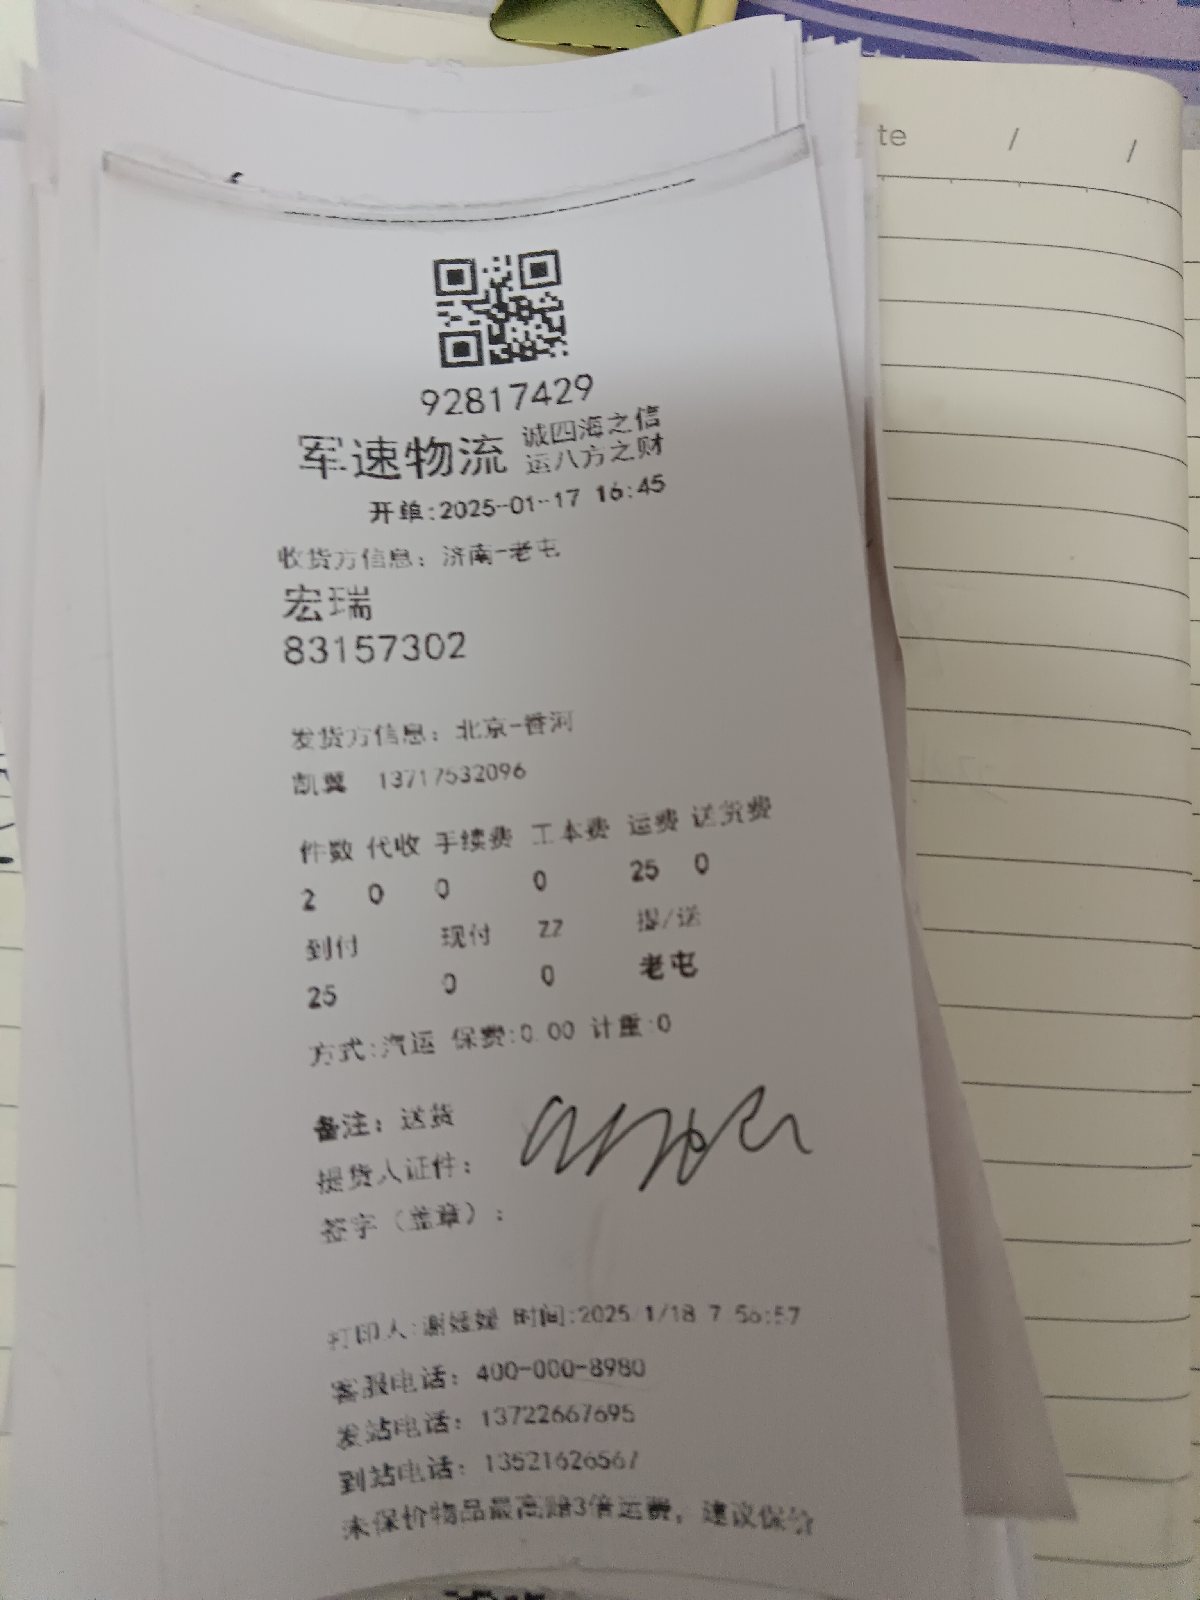 te / /
92817429
军速物流 诚四海之信
运八方之财
开单:2025-01-17 16:45
收货方信息：济南-老屯
宏瑞
83157302
发货方信息：北京-香河
凯翼 13717532096
件数 代收 手续费 工本费 运费 送货费
2 0 0 0 25 0
到付 现付 ZZ 提/送
25 0 0 老屯
方式:汽运 保费:0.00 计重:0
备注：送货
提货人证件：
签字（盖章）：
打印人:谢媛媛 时间:2025/1/18 7:56:57
客服电话：400-000-8980
发站电话：13722667695
到站电话：13521626567
未保价物品最高赔3倍运费，建议保价